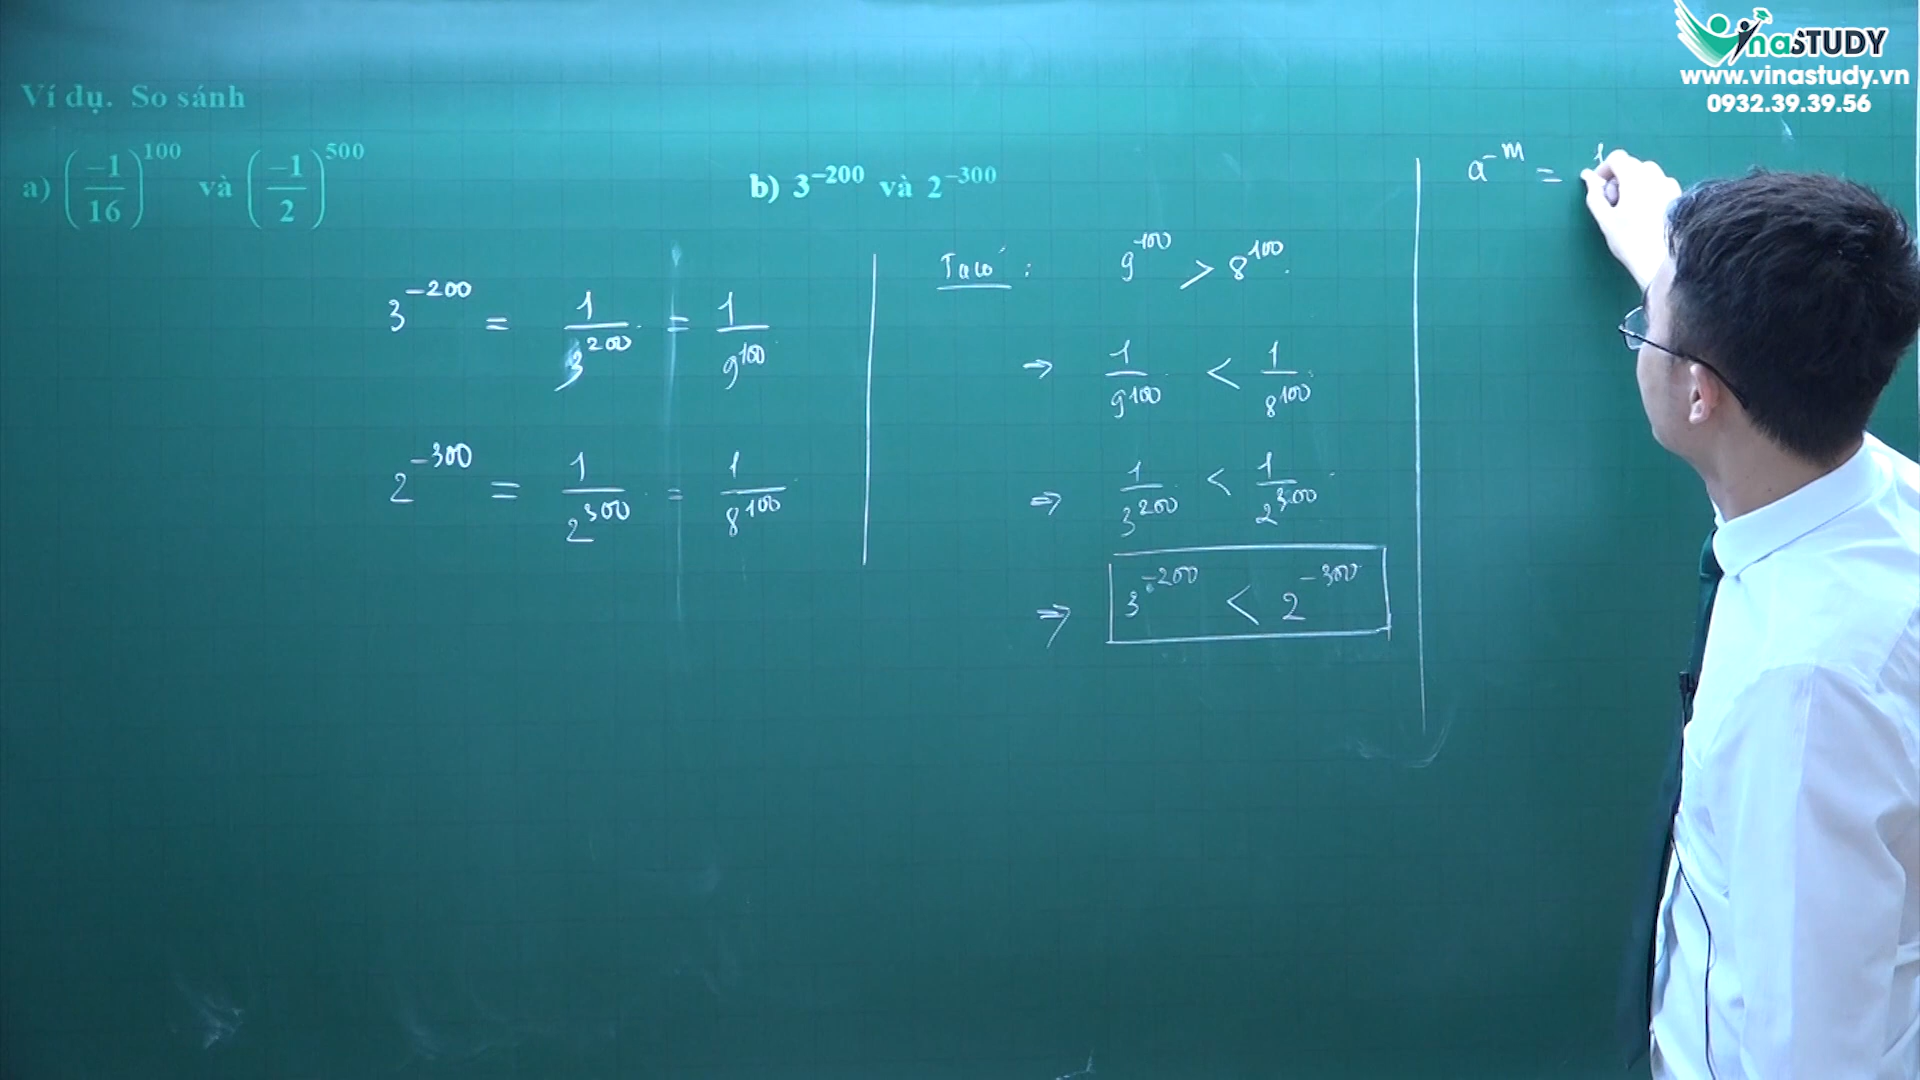 VinaSTUDY
www.vinastudy.vn
0932.39.39.56
Ví dụ. So sánh
a) (-1/16)^100 và (-1/2)^500
b) 3^-200 và 2^-300
3^-200 = 1/3^200 = 1/9^100
2^-300 = 1/2^300 = 1/8^100
Ta có :
9^100 > 8^100
⇒ 1/9^100 < 1/8^100
⇒ 1/3^200 < 1/2^300
⇒ 3^-200 < 2^-300
a^-m = 1